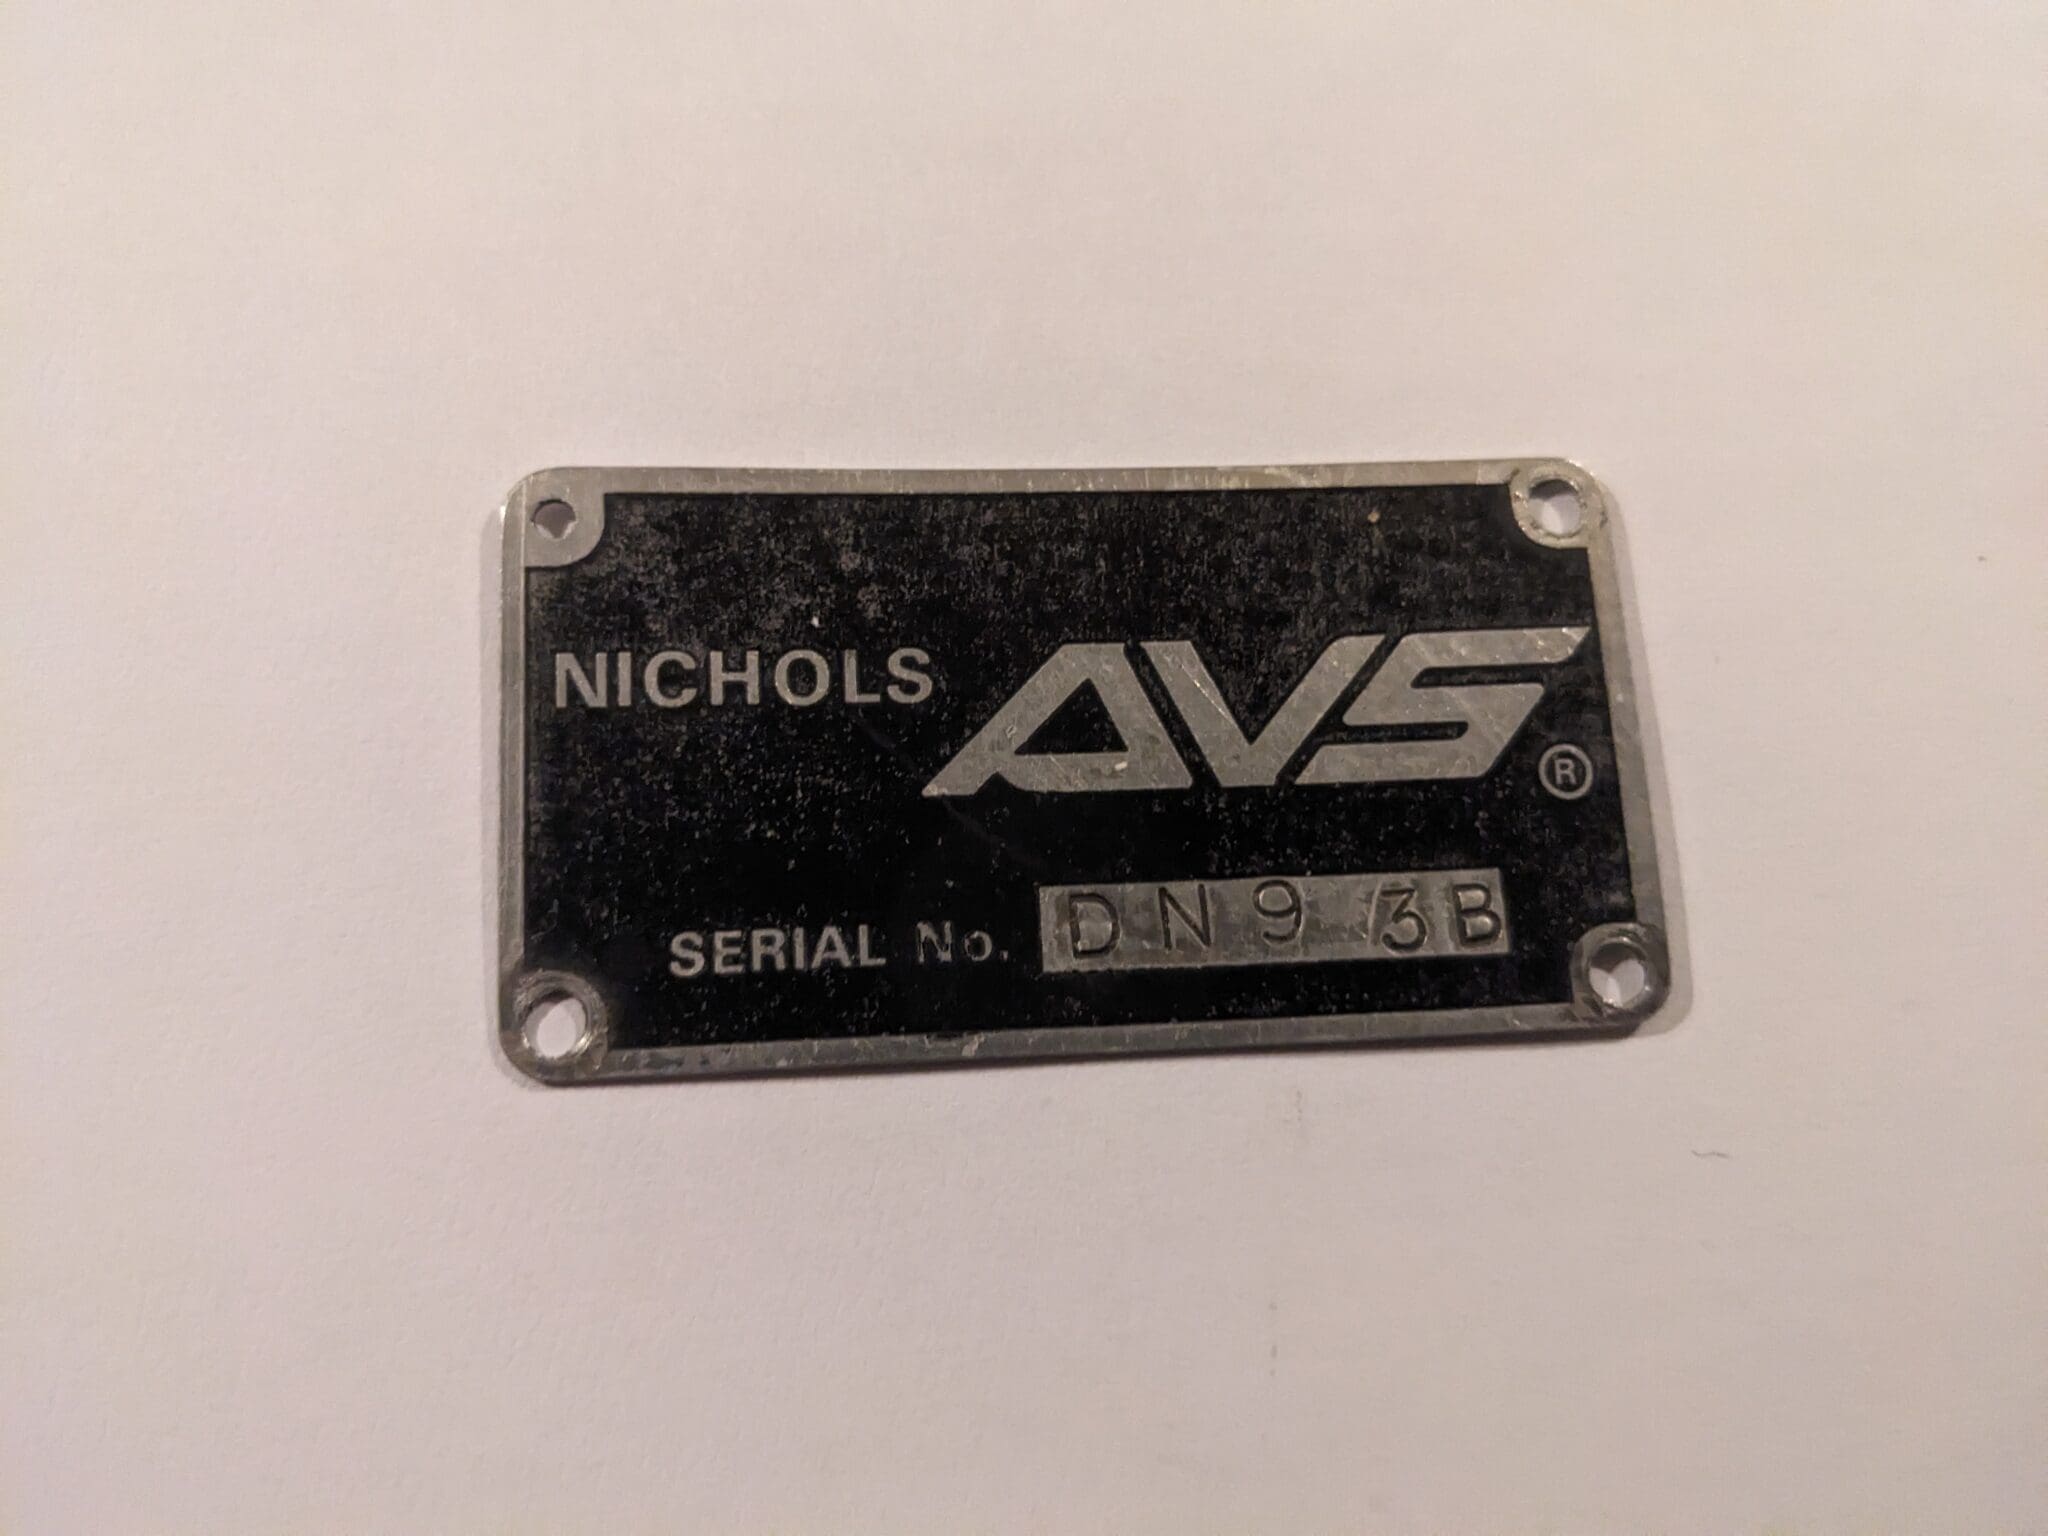 NICHOLS AVS ®
SERIAL No. DN9 /3B